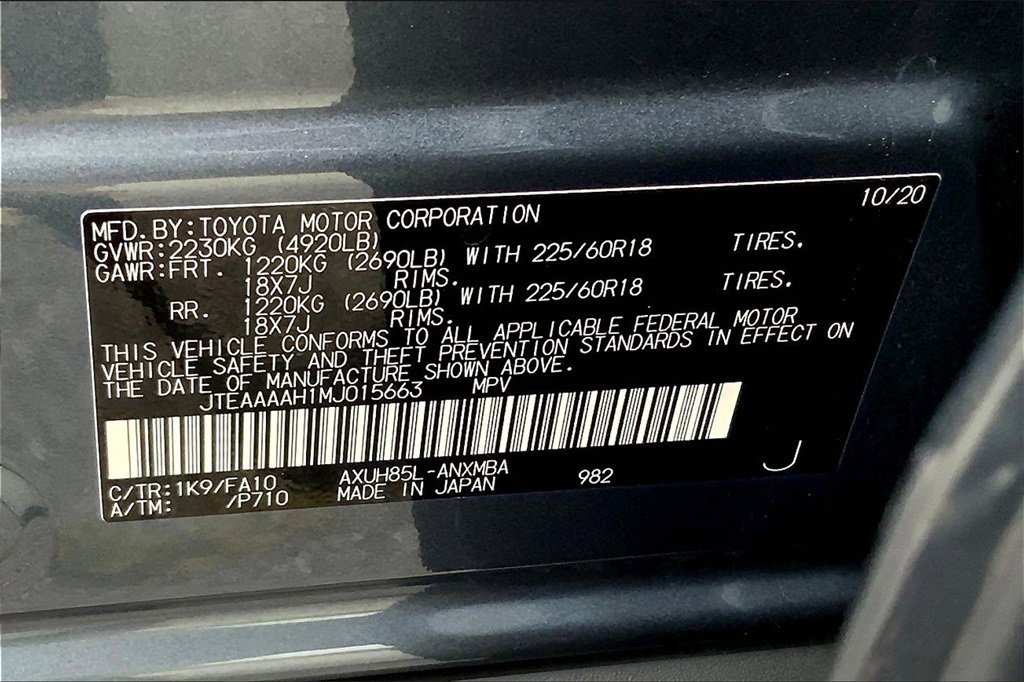 10/20
MFD.BY:TOYOTA MOTOR CORPORATION
GVWR:2230KG (4920LB)
GAWR:FRT. 1220KG (2690LB) WITH 225/60R18 TIRES.
18X7J RIMS.
RR. 1220KG (2690LB) WITH 225/60R18 TIRES.
18X7J RIMS.
THIS VEHICLE CONFORMS TO ALL APPLICABLE FEDERAL MOTOR
VEHICLE SAFETY AND THEFT PREVENTION STANDARDS IN EFFECT ON
THE DATE OF MANUFACTURE SHOWN ABOVE.
JTEAAAAH1MJ015663 MPV
C/TR:1K9/FA10 AXUH85L-ANXMBA 982 J
A/TM: /P710 MADE IN JAPAN